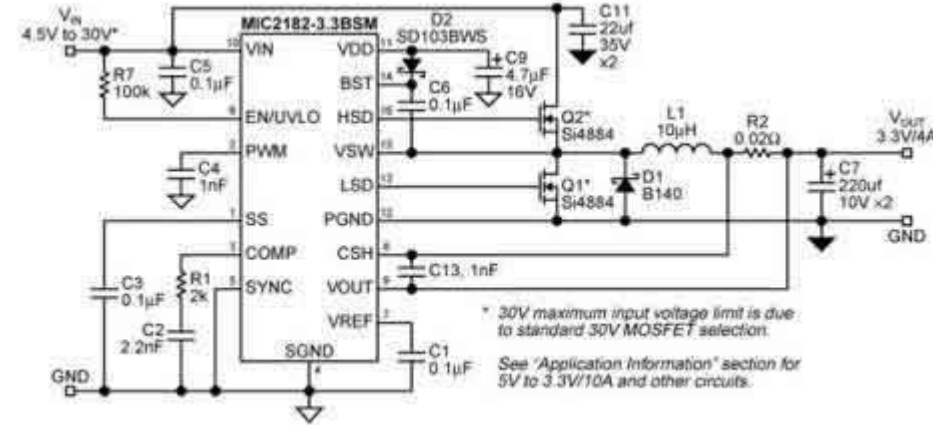 VIN
4.5V to 30V*
MIC2182-3.3BSM
D2
SD103BWS
C11
22uf
35V
x2
10
VIN
VDD
11
R7
100k
C5
0.1µF
BST
14
C6
0.1µF
C9
4.7µF
16V
EN/UVLO
HSD
16
Q2*
Si4884
L1
10µH
R2
0.02Ω
VOUT
3.3V/4A
2
PWM
VSW
15
C4
1nF
LSD
13
Q1*
Si4884
D1
B140
C7
220uf
10V x2
1
SS
PGND
12
GND
3
COMP
CSH
8
C13, 1nF
C3
0.1µF
R1
2k
5
SYNC
VOUT
9
C2
2.2nF
VREF
7
C1
0.1µF
SGND
4
GND
* 30V maximum input voltage limit is due
to standard 30V MOSFET selection.
See "Application Information" section for
5V to 3.3V/10A and other circuits.